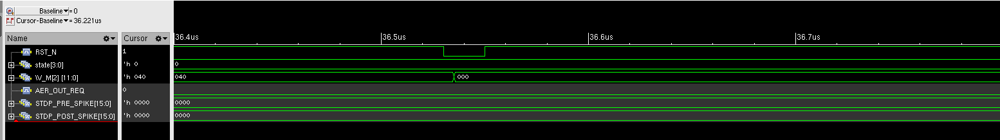 Baseline▼= 0
Cursor-Baseline▼= 36.221us
Name Cursor 36.4us 36.5us 36.6us 36.7us
RST_N 1
state[3:0] 'h 0 0
W_M[2] [11:0] 'h 040 040 000
AER_OUT_REQ 0
STDP_PRE_SPIKE[15:0] 'h 0000 0000
STDP_POST_SPIKE[15:0] 'h 0000 0000